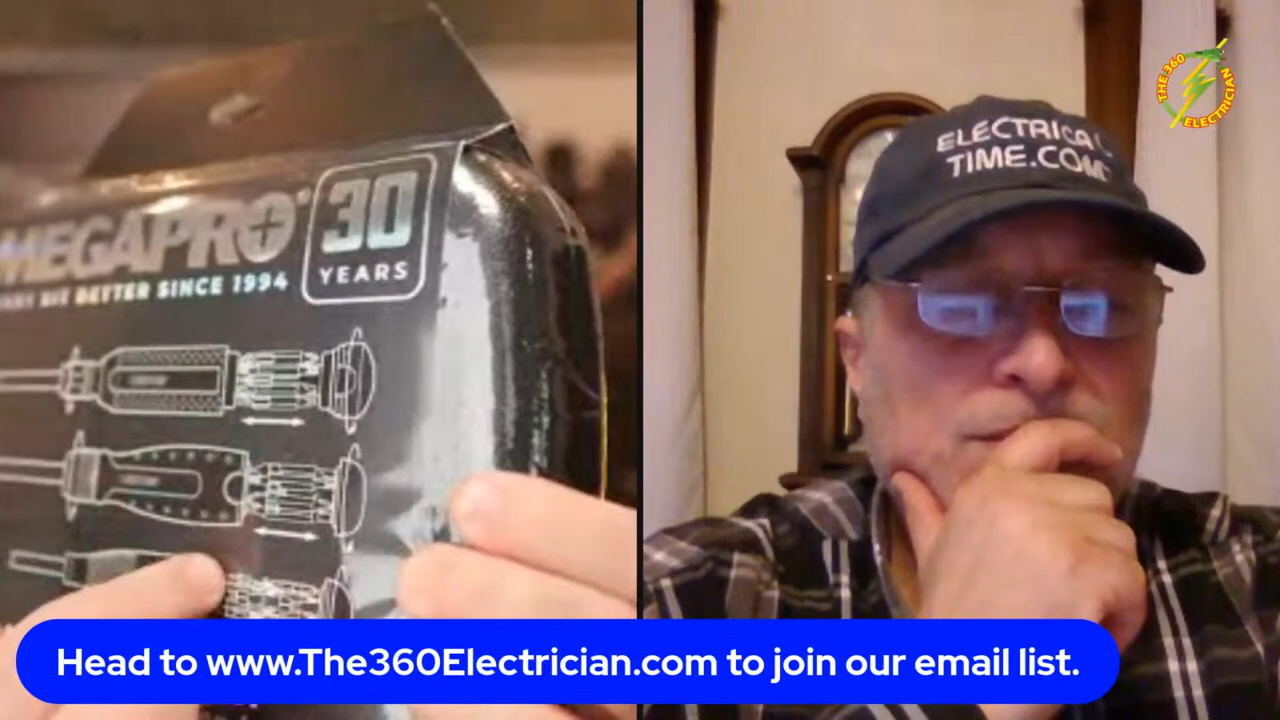 MEGAPRO
30
YEARS
BIT BETTER SINCE 1994
ELECTRICAL
TIME.COM
THE 360
ELECTRICIAN
Head to www.The360Electrician.com to join our email list.